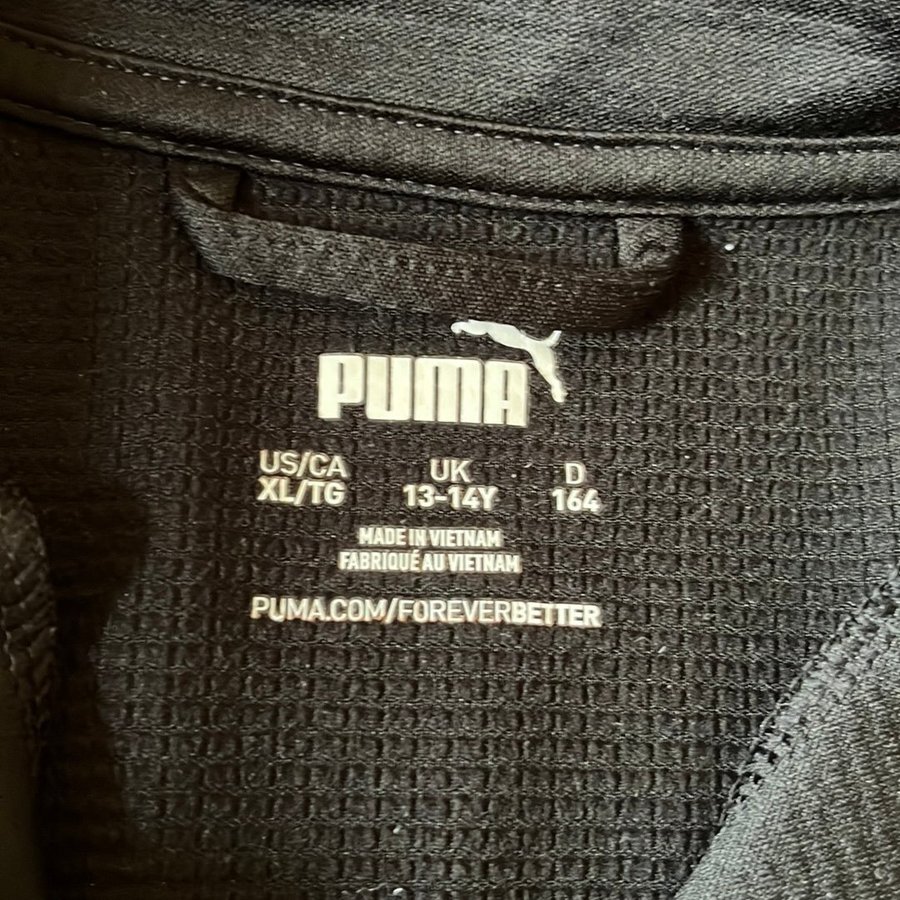 PUMA
US/CA UK D
XL/TG 13-14Y 164
MADE IN VIETNAM
FABRIQUÉ AU VIETNAM
PUMA.COM/FOREVERBETTER